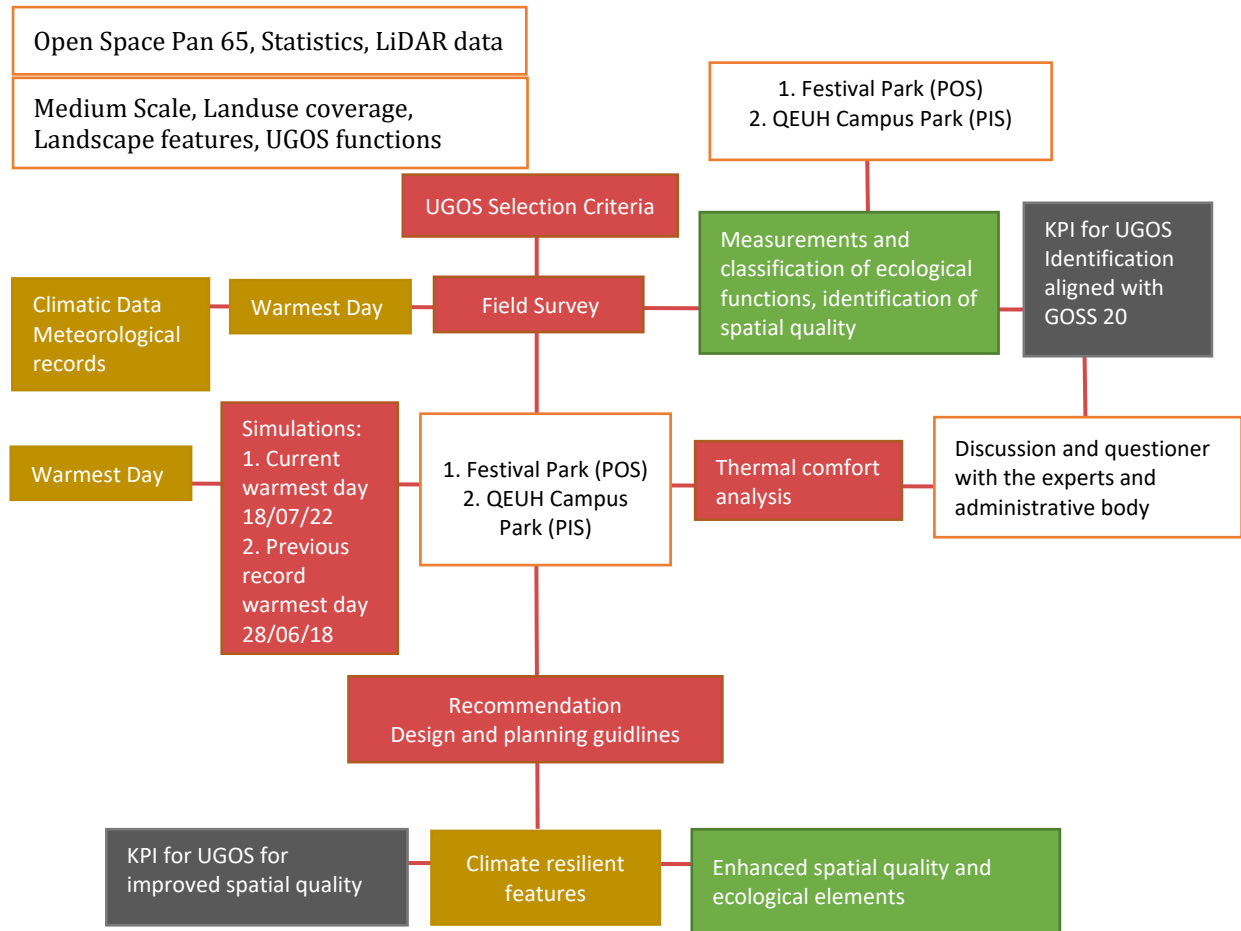 Open Space Pan 65, Statistics, LiDAR data
Medium Scale, Landuse coverage,
Landscape features, UGOS functions
1. Festival Park (POS)
2. QEUH Campus Park (PIS)
UGOS Selection Criteria
Measurements and
classification of ecological
functions, identification of
spatial quality
KPI for UGOS
Identification
aligned with
GOSS 20
Climatic Data
Meteorological
records
Warmest Day
Field Survey
Warmest Day
Simulations:
1. Current
warmest day
18/07/22
2. Previous
record
warmest day
28/06/18
1. Festival Park (POS)
2. QEUH Campus
Park (PIS)
Thermal comfort
analysis
Discussion and questioner
with the experts and
administrative body
Recommendation
Design and planning guidlines
KPI for UGOS for
improved spatial quality
Climate resilient
features
Enhanced spatial quality and
ecological elements